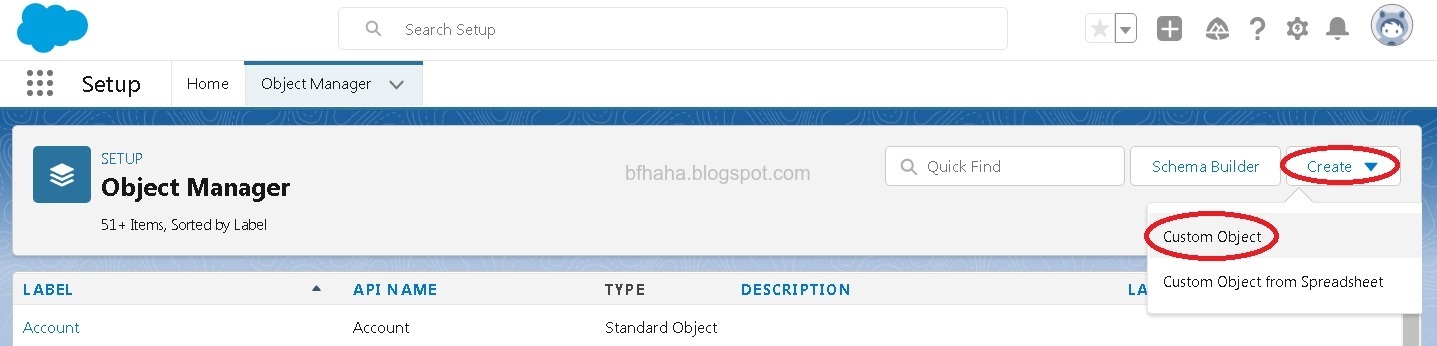 Search Setup
Setup Home Object Manager
SETUP
Object Manager
51+ Items, Sorted by Label
bfhaha.blogspot.com
Quick Find Schema Builder Create
Custom Object
Custom Object from Spreadsheet
LABEL API NAME TYPE DESCRIPTION LA
Account Account Standard Object